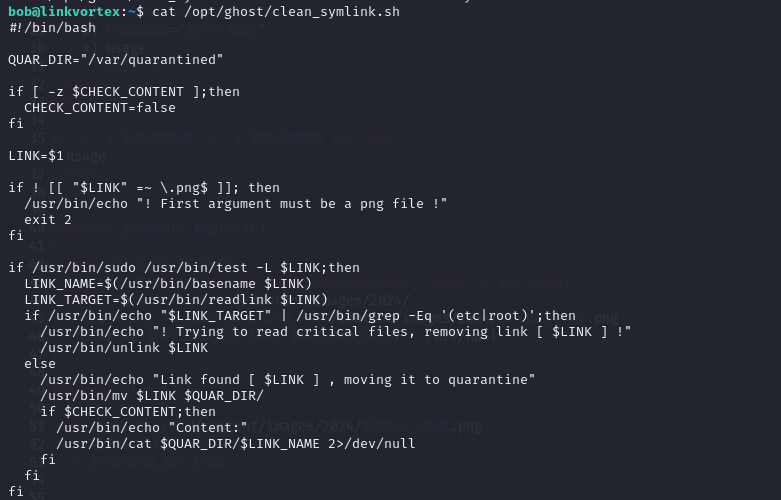 bob@linkvortex:~$ cat /opt/ghost/clean_symlink.sh
#!/bin/bash

QUAR_DIR="/var/quarantined"

if [ -z $CHECK_CONTENT ];then
  CHECK_CONTENT=false
fi

LINK=$1

if ! [[ "$LINK" =~ \.png$ ]]; then
  /usr/bin/echo "! First argument must be a png file !"
  exit 2
fi

if /usr/bin/sudo /usr/bin/test -L $LINK;then
  LINK_NAME=$(/usr/bin/basename $LINK)
  LINK_TARGET=$(/usr/bin/readlink $LINK)
  if /usr/bin/echo "$LINK_TARGET" | /usr/bin/grep -Eq '(etc|root)';then
    /usr/bin/echo "! Trying to read critical files, removing link [ $LINK ] !"
    /usr/bin/unlink $LINK
  else
    /usr/bin/echo "Link found [ $LINK ] , moving it to quarantine"
    /usr/bin/mv $LINK $QUAR_DIR/
    if $CHECK_CONTENT;then
      /usr/bin/echo "Content:"
      /usr/bin/cat $QUAR_DIR/$LINK_NAME 2>/dev/null
    fi
  fi
fi